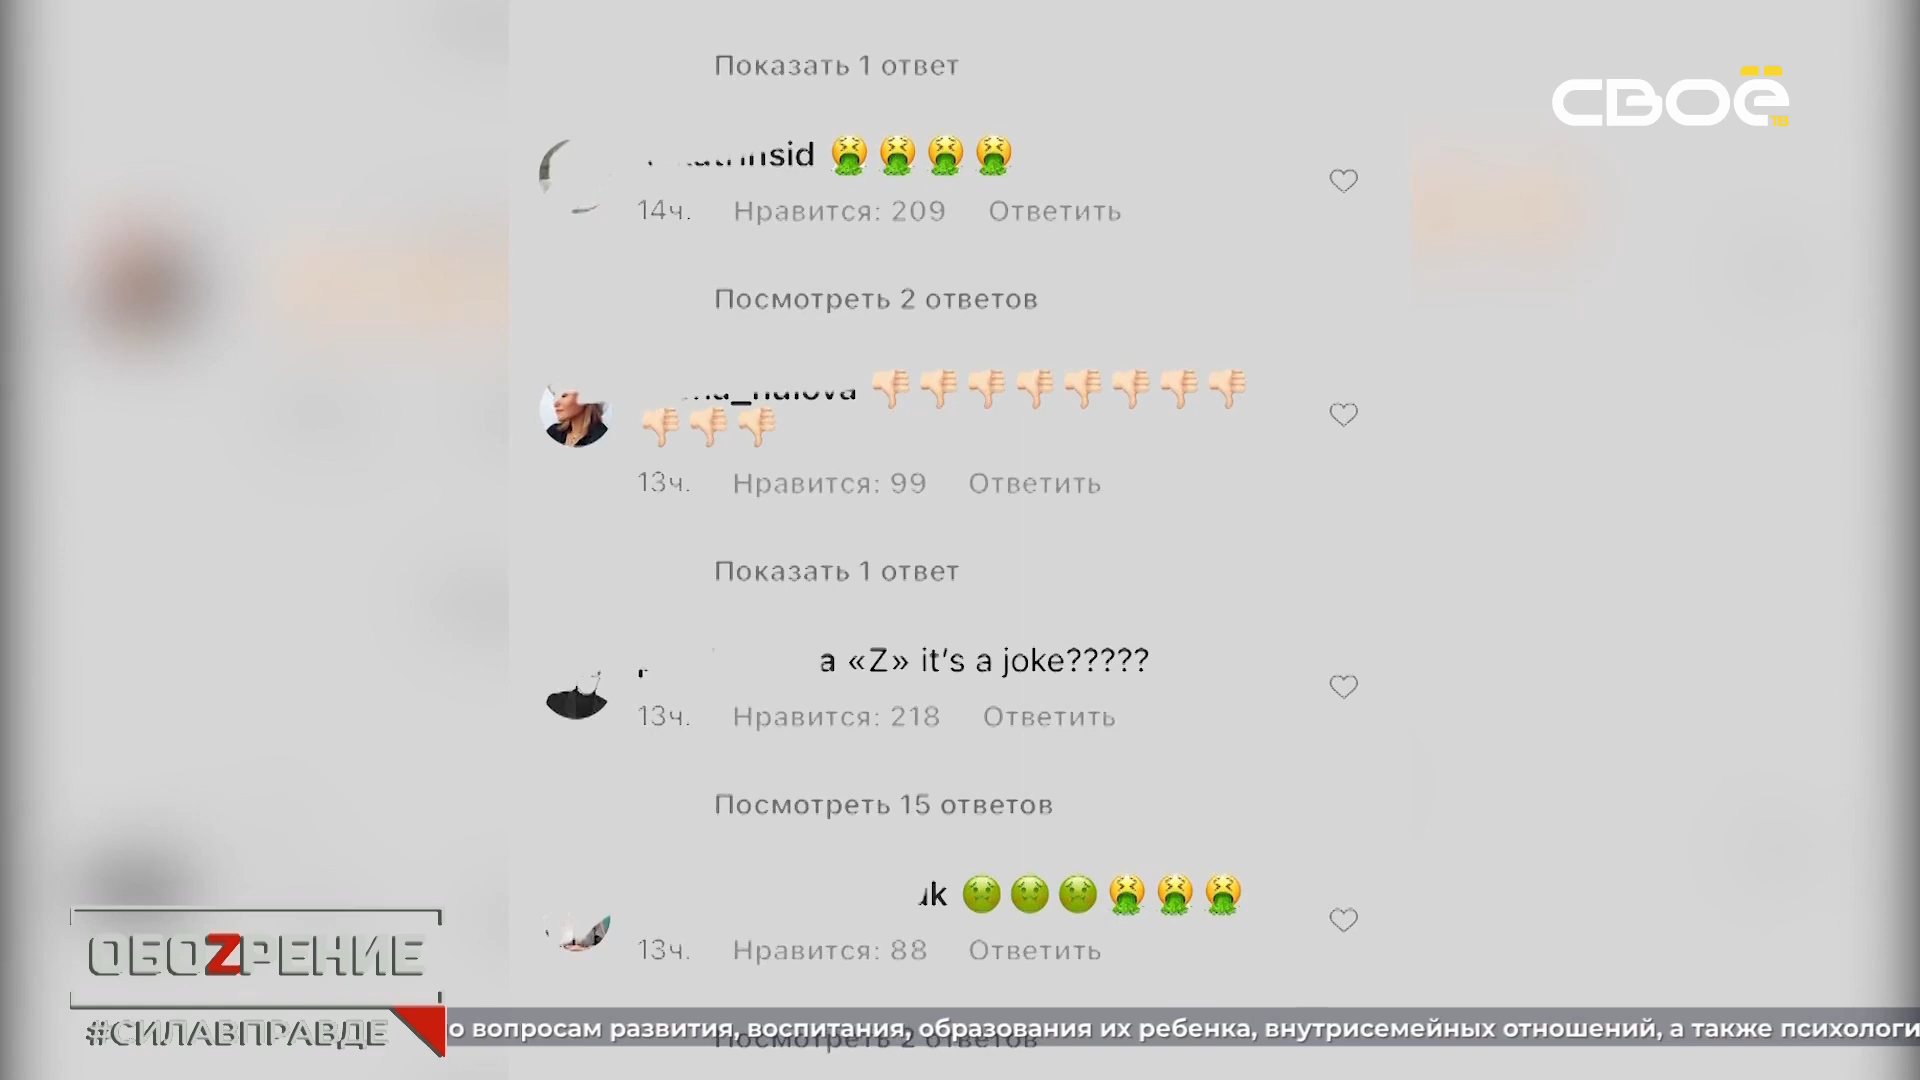 Показать 1 ответ
СВОЁ
ТВ
14ч. Нравится: 209 Ответить
Посмотреть 2 ответов
13ч. Нравится: 99 Ответить
Показать 1 ответ
«Z» it’s a joke?????
13ч. Нравится: 218 Ответить
Посмотреть 15 ответов
13ч. Нравится: 88 Ответить
ОБОZРЕНИЕ
#СИЛАВПРАВДЕ
о вопросам развития, воспитания, образования их ребенка, внутрисемейных отношений, а также психологи
Посмотреть 2 ответов